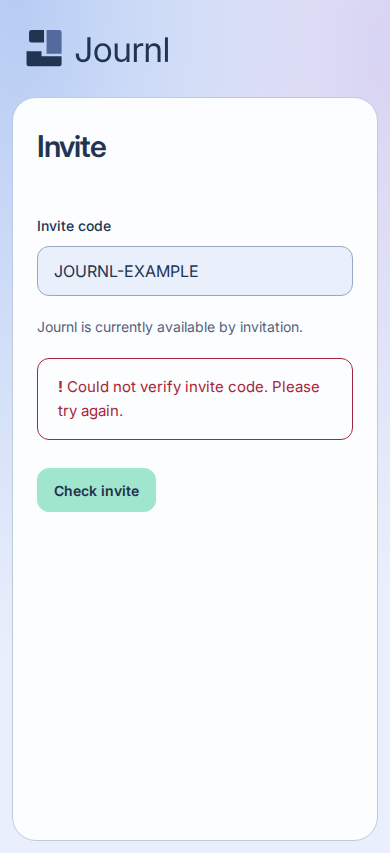 Journl
Invite
Invite code
JOURNL-EXAMPLE
Journl is currently available by invitation.
! Could not verify invite code. Please
try again.
Check invite